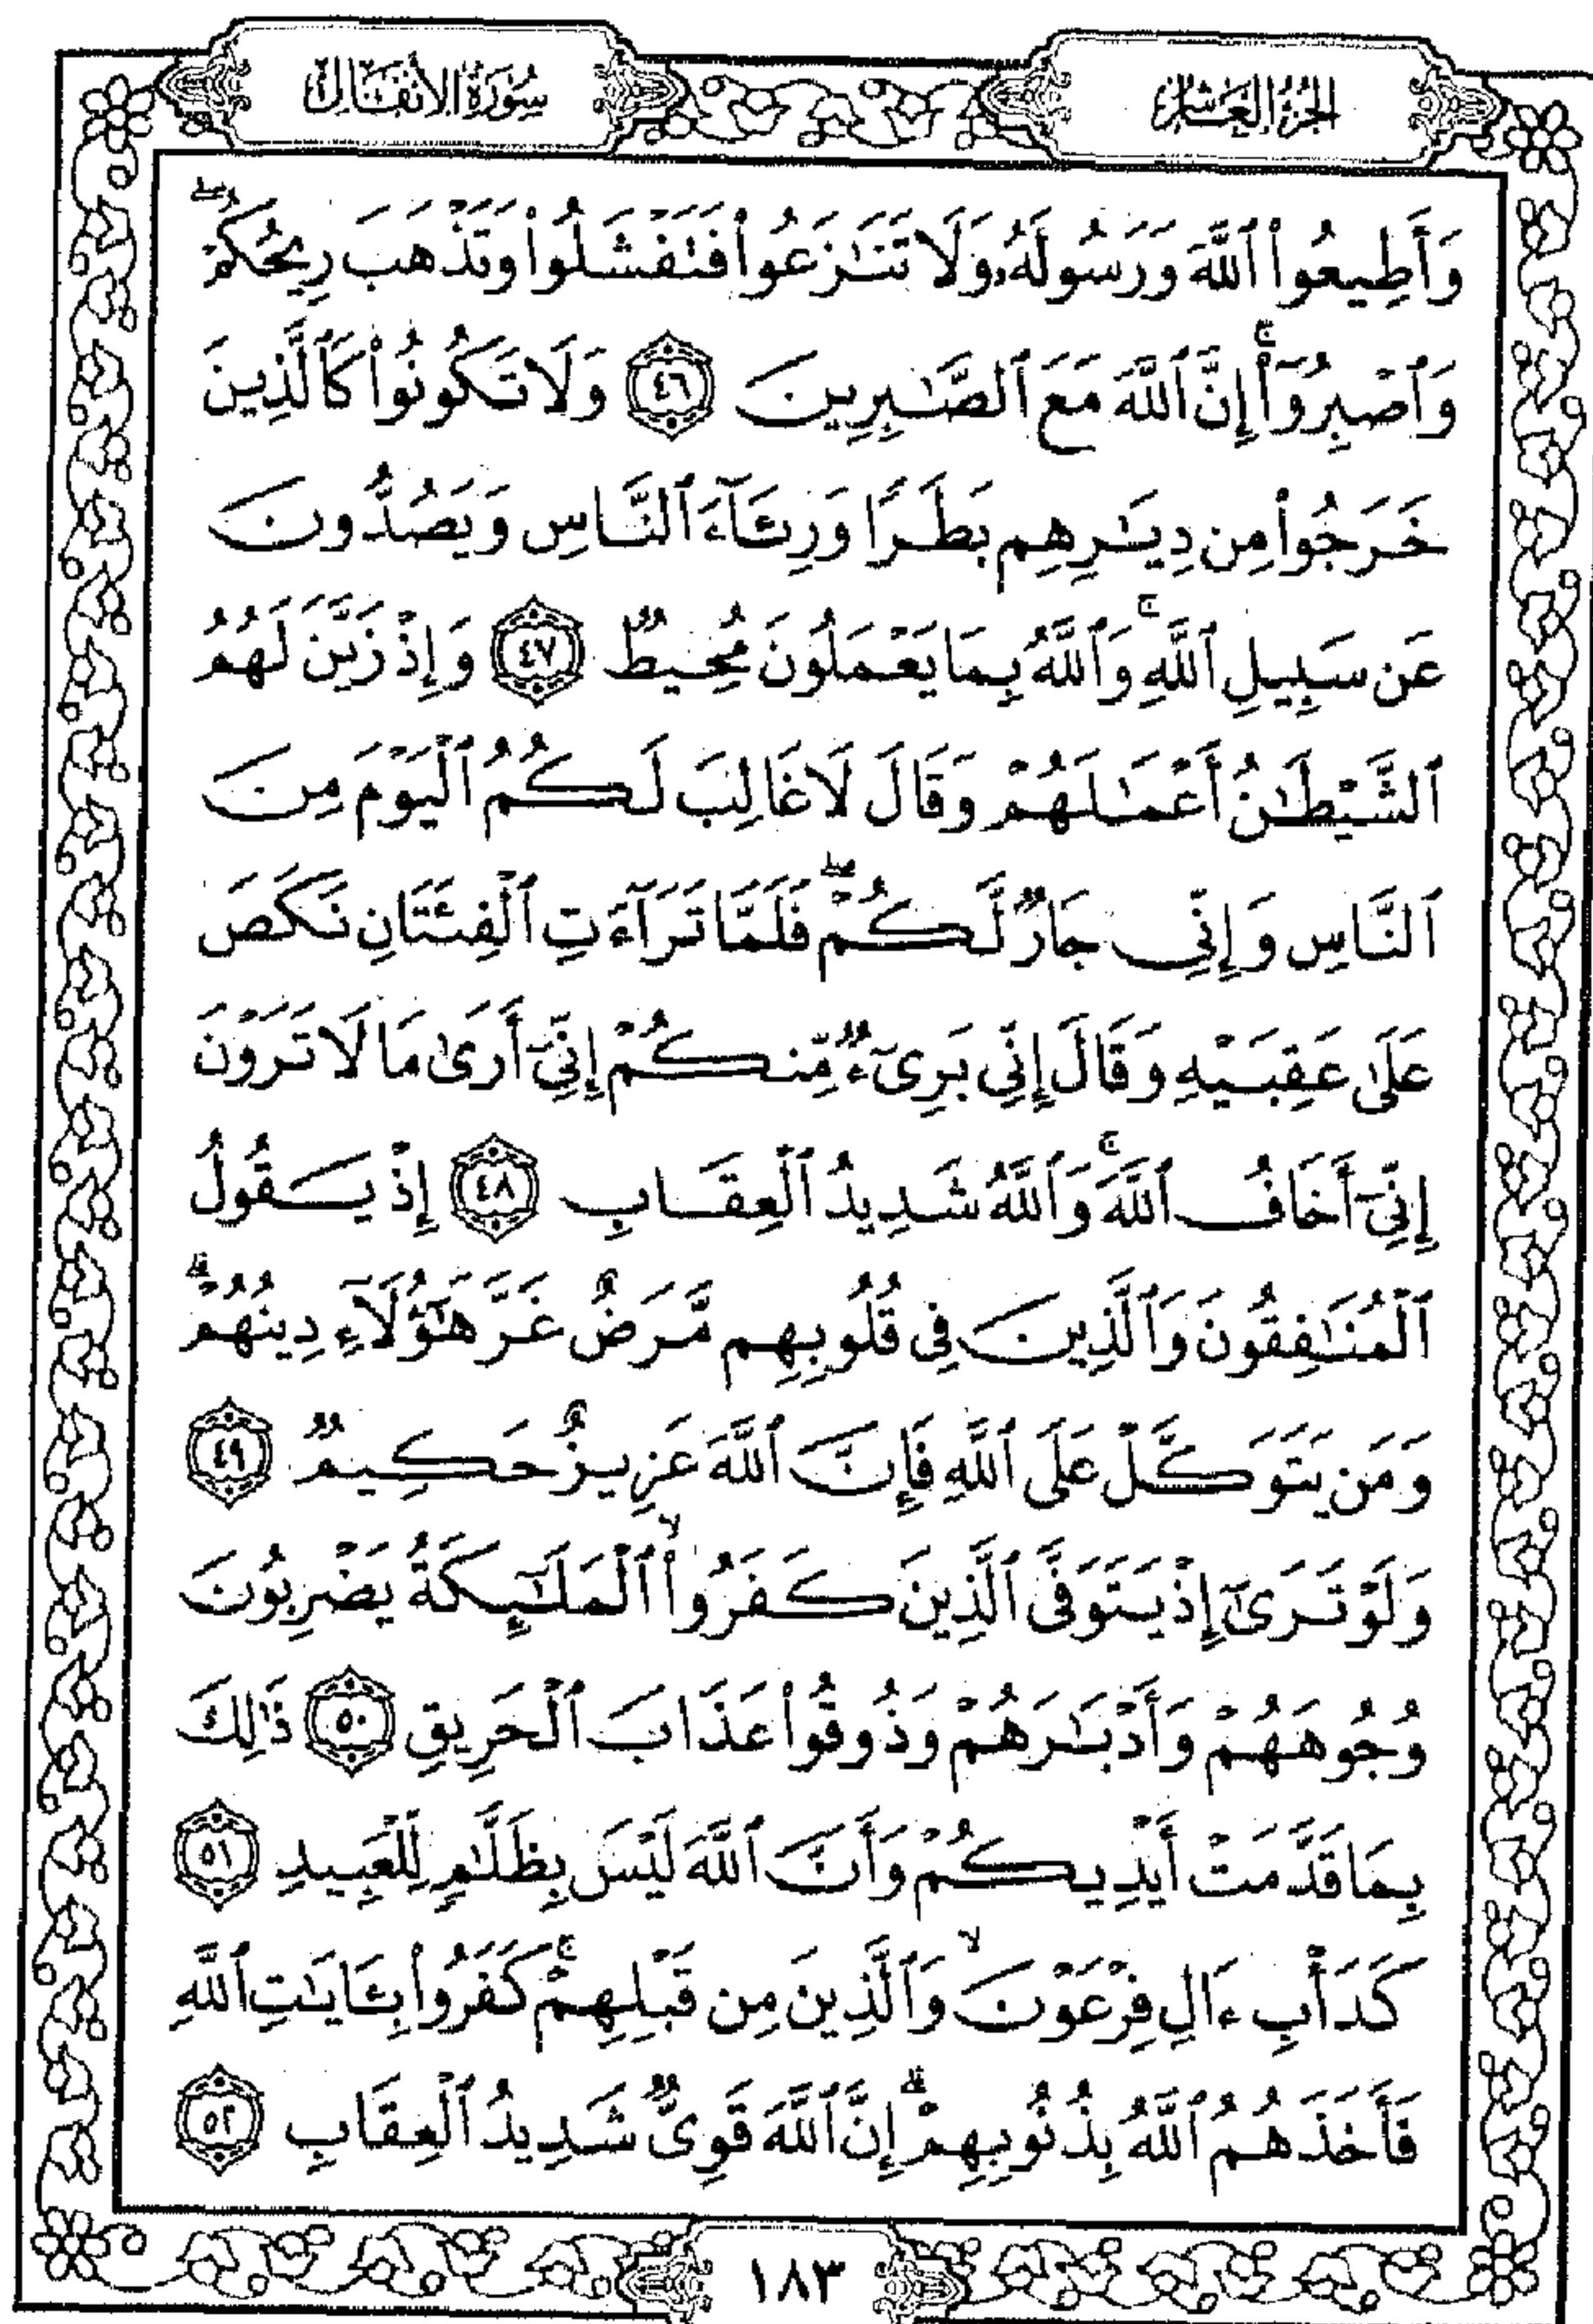 الجزء العاشر
سورة الأنفال
وَأَطِيعُوا۟ ٱللَّهَ وَرَسُولَهُۥ وَلَا تَنَٰزَعُوا۟ فَتَفْشَلُوا۟ وَتَذْهَبَ رِيحُكُمْ ۖ
وَٱصْبِرُوٓا۟ ۚ إِنَّ ٱللَّهَ مَعَ ٱلصَّٰبِرِينَ ٤٦ وَلَا تَكُونُوا۟ كَٱلَّذِينَ
خَرَجُوا۟ مِن دِيَٰرِهِم بَطَرًا وَرِئَآءَ ٱلنَّاسِ وَيَصُدُّونَ
عَن سَبِيلِ ٱللَّهِ ۚ وَٱللَّهُ بِمَا يَعْمَلُونَ مُحِيطٌ ٤٧ وَإِذْ زَيَّنَ لَهُمُ
ٱلشَّيْطَٰنُ أَعْمَٰلَهُمْ وَقَالَ لَا غَالِبَ لَكُمُ ٱلْيَوْمَ مِنَ
ٱلنَّاسِ وَإِنِّى جَارٌ لَّكُمْ ۖ فَلَمَّا تَرَآءَتِ ٱلْفِئَتَانِ نَكَصَ
عَلَىٰ عَقِبَيْهِ وَقَالَ إِنِّى بَرِىٓءٌ مِّنكُمْ إِنِّىٓ أَرَىٰ مَا لَا تَرَوْنَ
إِنِّىٓ أَخَافُ ٱللَّهَ ۚ وَٱللَّهُ شَدِيدُ ٱلْعِقَابِ ٤٨ إِذْ يَقُولُ
ٱلْمُنَٰفِقُونَ وَٱلَّذِينَ فِى قُلُوبِهِم مَّرَضٌ غَرَّ هَٰٓؤُلَآءِ دِينُهُمْ ۗ
وَمَن يَتَوَكَّلْ عَلَى ٱللَّهِ فَإِنَّ ٱللَّهَ عَزِيزٌ حَكِيمٌ ٤٩
وَلَوْ تَرَىٰٓ إِذْ يَتَوَفَّى ٱلَّذِينَ كَفَرُوا۟ ۙ ٱلْمَلَٰٓئِكَةُ يَضْرِبُونَ
وُجُوهَهُمْ وَأَدْبَٰرَهُمْ وَذُوقُوا۟ عَذَابَ ٱلْحَرِيقِ ٥٠ ذَٰلِكَ
بِمَا قَدَّمَتْ أَيْدِيكُمْ وَأَنَّ ٱللَّهَ لَيْسَ بِظَلَّٰمٍ لِّلْعَبِيدِ ٥١
كَدَأْبِ ءَالِ فِرْعَوْنَ ۙ وَٱلَّذِينَ مِن قَبْلِهِمْ ۚ كَفَرُوا۟ بِـَٔايَٰتِ ٱللَّهِ
فَأَخَذَهُمُ ٱللَّهُ بِذُنُوبِهِمْ ۗ إِنَّ ٱللَّهَ قَوِىٌّ شَدِيدُ ٱلْعِقَابِ ٥٢
١٨٣